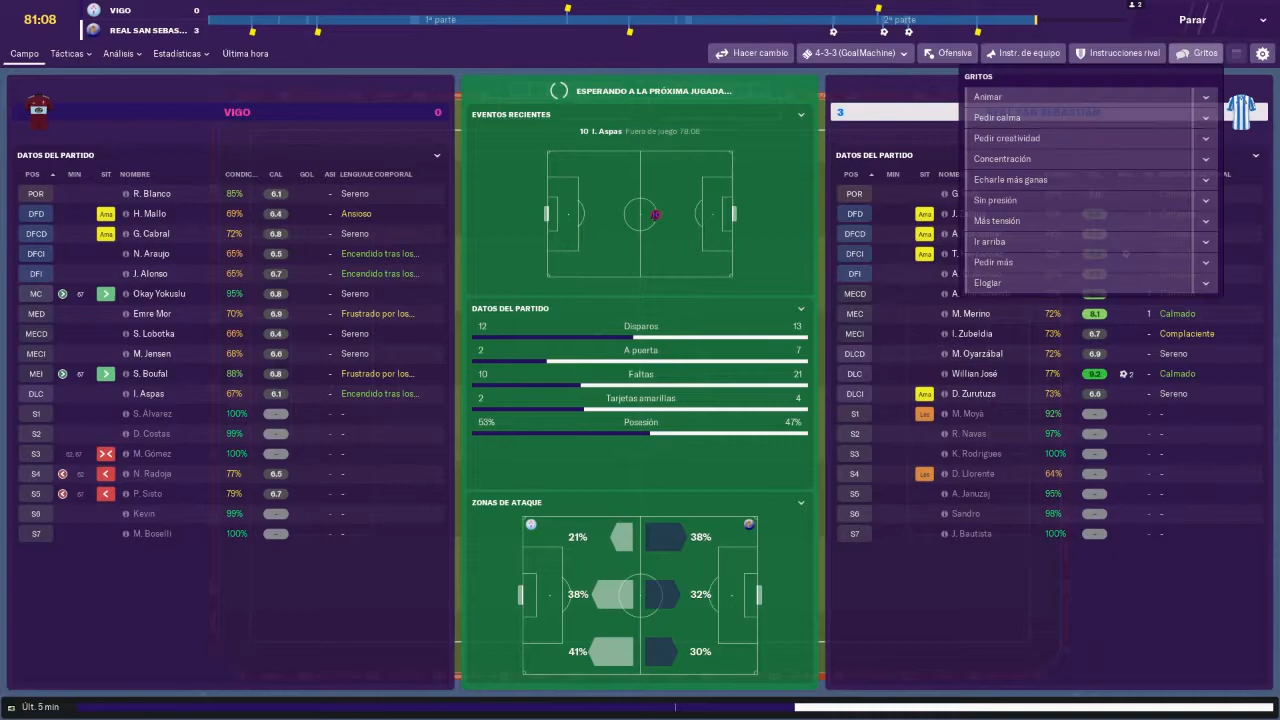 81:08
VIGO 0
REAL SAN SEBAS... 3
1ª parte
2ª parte
2
Parar
Campo
Tácticas
Análisis
Estadísticas
Última hora
Hacer cambio
4-3-3 (GoalMachine)
Ofensiva
Instr. de equipo
Instrucciones rival
Gritos
GRITOS
Animar
Pedir calma
Pedir creatividad
Concentración
Echarle más ganas
Sin presión
Más tensión
Ir arriba
Pedir más
Elogiar
VIGO 0
DATOS DEL PARTIDO
POS MIN SIT NOMBRE CONDIC... CAL GOL ASI LENGUAJE CORPORAL
POR R. Blanco 85% 6.1 - Sereno
DFD Ama H. Mallo 69% 6.4 - Ansioso
DFCD Ama G. Cabral 72% 6.8 - Sereno
DFCI N. Araujo 65% 6.5 - Encendido tras los...
DFI J. Alonso 65% 6.7 - Encendido tras los...
MC 67 Okay Yokuslu 95% 6.8 - Sereno
MED Emre Mor 70% 6.9 - Frustrado por los...
MECD S. Lobotka 66% 6.4 - Sereno
MECI M. Jensen 68% 6.6 - Sereno
MEI 67 S. Boufal 88% 6.8 - Frustrado por los...
DLC I. Aspas 67% 6.1 - Encendido tras los...
S1 S. Álvarez 100% - - -
S2 D. Costas 99% - - -
S3 62, 67 M. Gómez 100% - - -
S4 62 N. Radoja 77% 6.5 - -
S5 67 P. Sisto 79% 6.7 - -
S6 Kevin 99% - - -
S7 M. Boselli 100% - - -
ESPERANDO A LA PRÓXIMA JUGADA...
EVENTOS RECIENTES
10 I. Aspas Fuera de juego 78:08
DATOS DEL PARTIDO
12 Disparos 13
2 A puerta 7
10 Faltas 21
2 Tarjetas amarillas 4
53% Posesión 47%
ZONAS DE ATAQUE
21% 38%
38% 32%
41% 30%
3
DATOS DEL PARTIDO
POS MIN SIT
POR
DFD Ama
DFCD Ama
DFCI Ama
DFI
MECD
MEC M. Merino 72% 8.1 1 Calmado
MECI I. Zubeldia 73% 6.7 - Complaciente
DLCD M. Oyarzábal 72% 6.9 - Sereno
DLC Willian José 77% 9.2 2 - Calmado
DLCI Ama D. Zurutuza 73% 6.6 - Sereno
S1 Les M. Moyà 92% - - -
S2 R. Navas 97% - - -
S3 K. Rodrigues 100% - - -
S4 Les D. Llorente 64% - - -
S5 A. Januzaj 95% - - -
S6 Sandro 98% - - -
S7 J. Bautista 100% - - -
Últ. 5 min